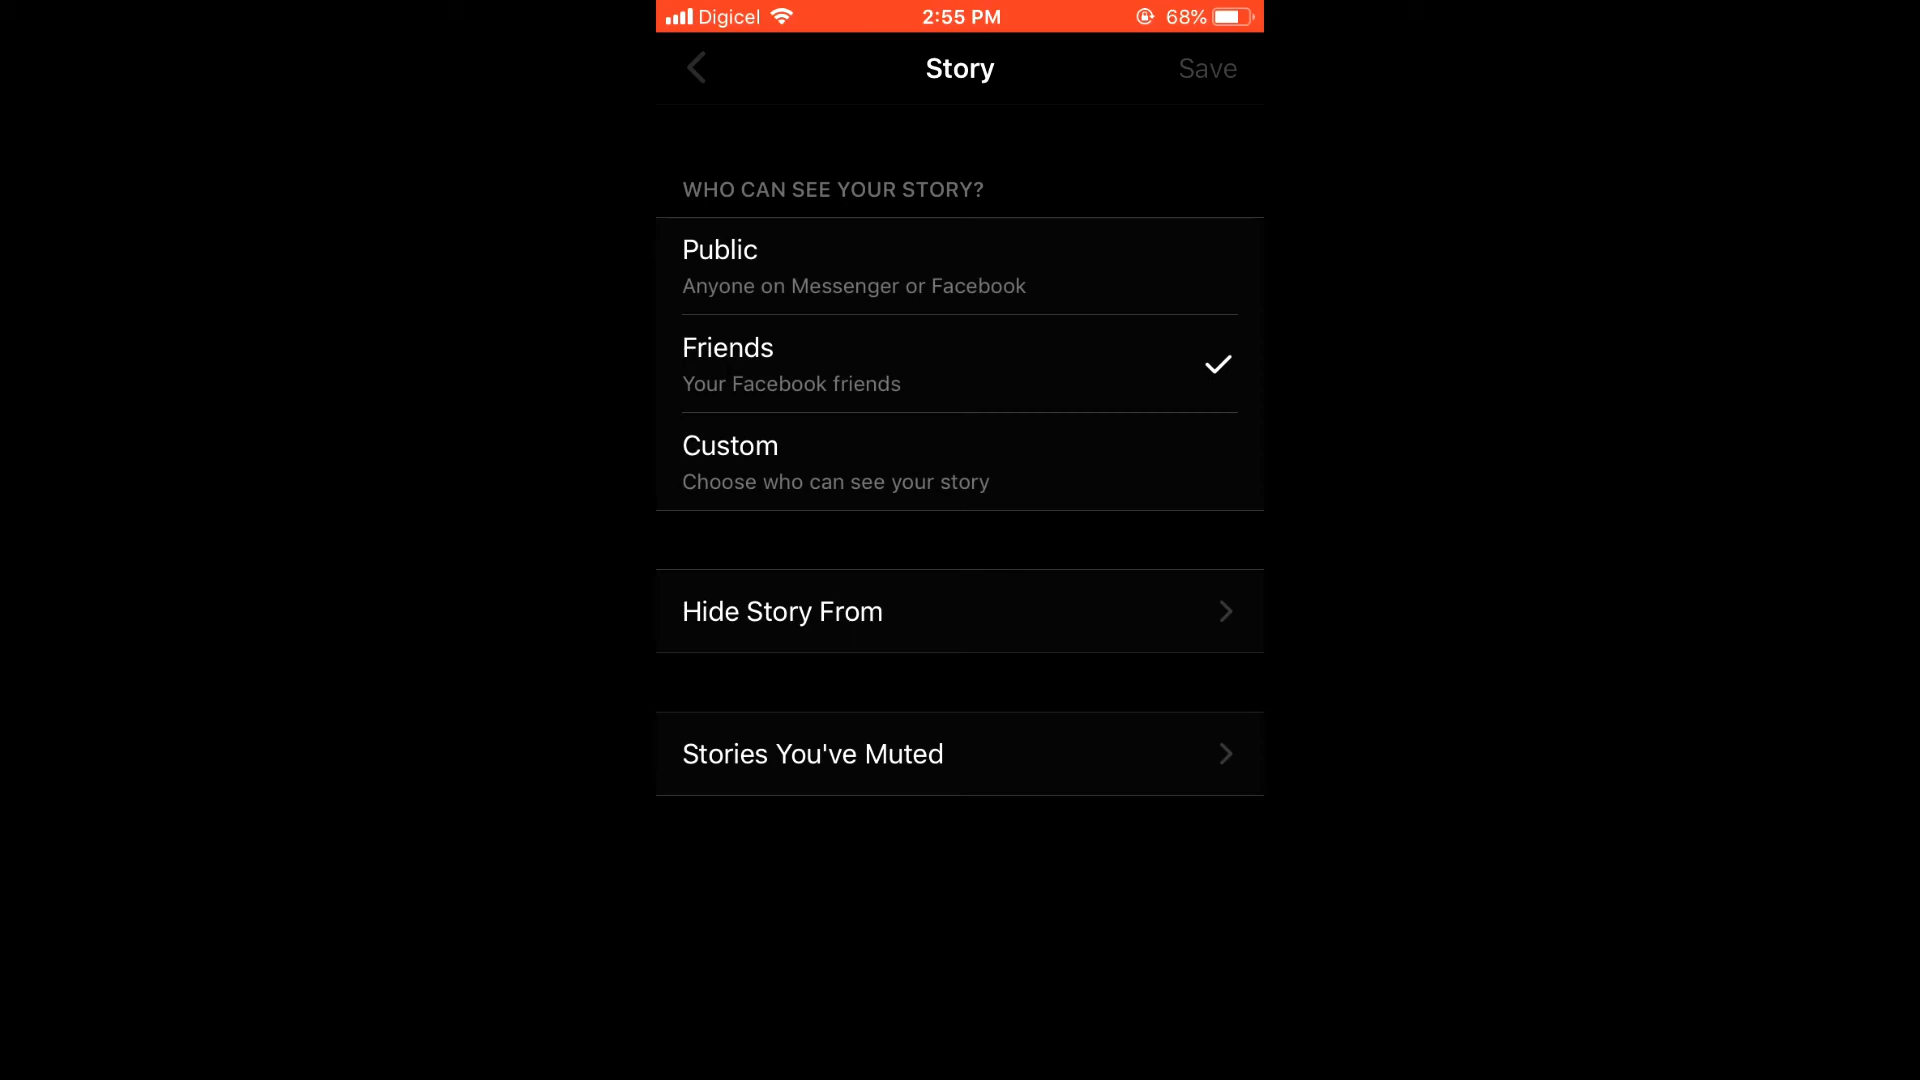 Digicel 2:55 PM 68%
Story Save
WHO CAN SEE YOUR STORY?
Public
Anyone on Messenger or Facebook
Friends
Your Facebook friends
Custom
Choose who can see your story
Hide Story From
Stories You've Muted